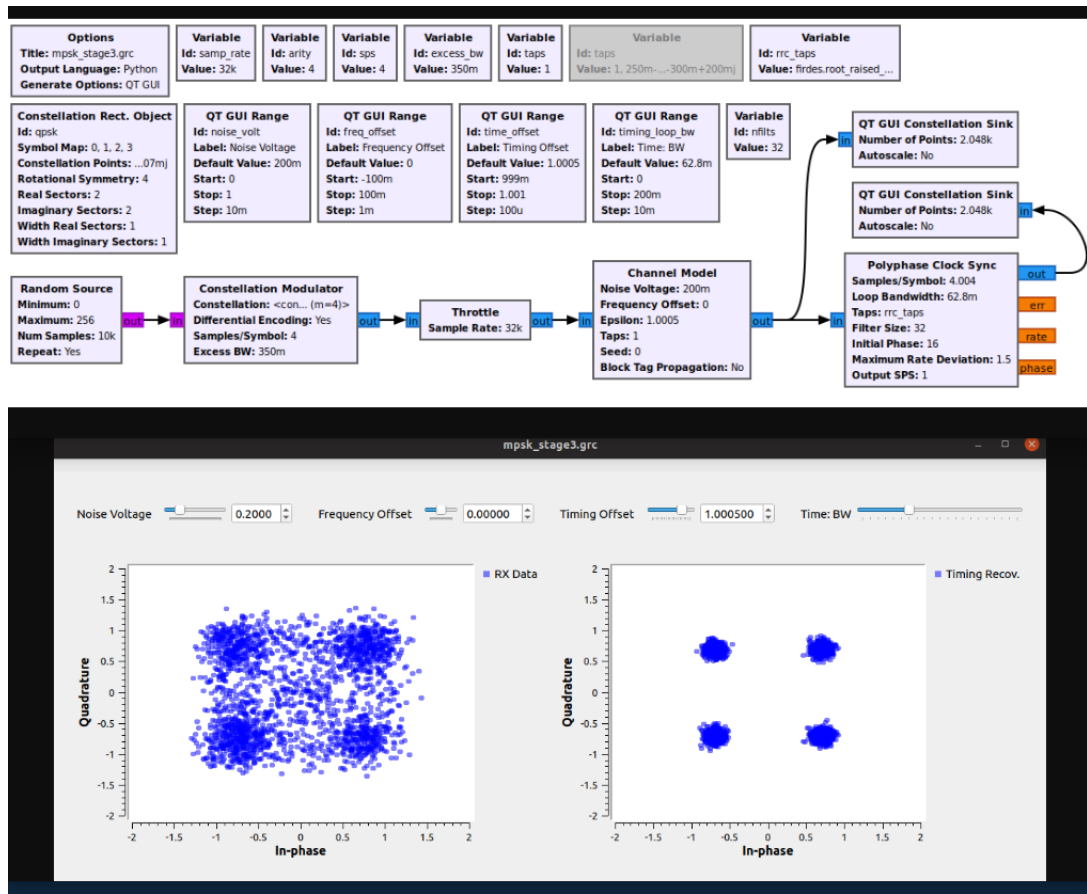 Options
Title: mpsk_stage3.grc
Output Language: Python
Generate Options: QT GUI
Variable
Id: samp_rate
Value: 32k
Variable
Id: arity
Value: 4
Variable
Id: sps
Value: 4
Variable
Id: excess_bw
Value: 350m
Variable
Id: taps
Value: 1
Variable
Id: taps
Value: 1, 250m-...-300m+200mj
Variable
Id: rrc_taps
Value: firdes.root_raised_...
Constellation Rect. Object
Id: qpsk
Symbol Map: 0, 1, 2, 3
Constellation Points: ...07mj
Rotational Symmetry: 4
Real Sectors: 2
Imaginary Sectors: 2
Width Real Sectors: 1
Width Imaginary Sectors: 1
QT GUI Range
Id: noise_volt
Label: Noise Voltage
Default Value: 200m
Start: 0
Stop: 1
Step: 10m
QT GUI Range
Id: freq_offset
Label: Frequency Offset
Default Value: 0
Start: -100m
Stop: 100m
Step: 1m
QT GUI Range
Id: time_offset
Label: Timing Offset
Default Value: 1.0005
Start: 999m
Stop: 1.001
Step: 100u
QT GUI Range
Id: timing_loop_bw
Label: Time: BW
Default Value: 62.8m
Start: 0
Stop: 200m
Step: 10m
Variable
Id: nfilts
Value: 32
in
QT GUI Constellation Sink
Number of Points: 2.048k
Autoscale: No
QT GUI Constellation Sink
Number of Points: 2.048k
Autoscale: No
in
Random Source
Minimum: 0
Maximum: 256
Num Samples: 10k
Repeat: Yes
out
in
Constellation Modulator
Constellation: <con... (m=4)>
Differential Encoding: Yes
Samples/Symbol: 4
Excess BW: 350m
out
in
Throttle
Sample Rate: 32k
out
in
Channel Model
Noise Voltage: 200m
Frequency Offset: 0
Epsilon: 1.0005
Taps: 1
Seed: 0
Block Tag Propagation: No
out
in
Polyphase Clock Sync
Samples/Symbol: 4.004
Loop Bandwidth: 62.8m
Taps: rrc_taps
Filter Size: 32
Initial Phase: 16
Maximum Rate Deviation: 1.5
Output SPS: 1
out
err
rate
phase
mpsk_stage3.grc
Noise Voltage 0.2000 Frequency Offset 0.00000 Timing Offset 1.000500 Time: BW
2
1.5
1
0.5
0
-0.5
-1
-1.5
-2
Quadrature
-2 -1.5 -1 -0.5 0 0.5 1 1.5 2
In-phase
RX Data
2
1.5
1
0.5
0
-0.5
-1
-1.5
-2
Quadrature
-2 -1.5 -1 -0.5 0 0.5 1 1.5 2
In-phase
Timing Recov.